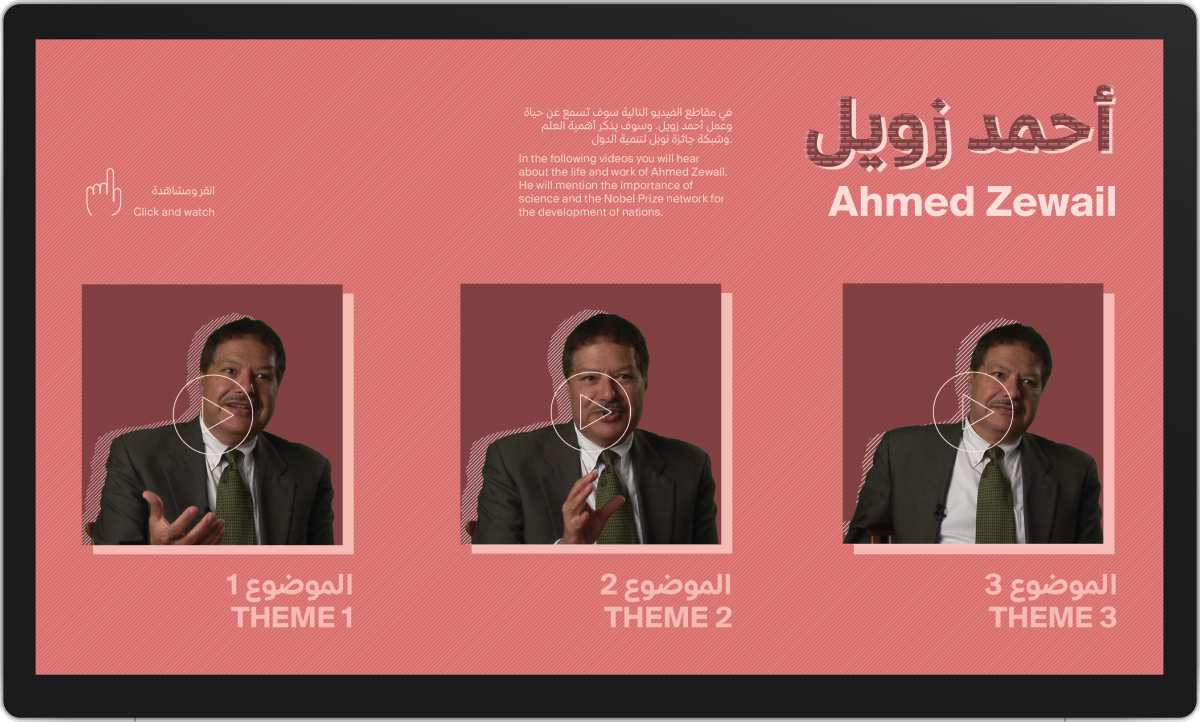 أحمد زويل
Ahmed Zewail
في مقاطع الفيديو التالية سوف تسمع عن حياة
وعمل أحمد زويل. وسوف يذكر أهمية العلم
وشبكة جائزة نوبل لتنمية الدول.
In the following videos you will hear
about the life and work of Ahmed Zewail.
He will mention the importance of
science and the Nobel Prize network for
the development of nations.
انقر ومشاهدة
Click and watch
الموضوع 1
THEME 1
الموضوع 2
THEME 2
الموضوع 3
THEME 3